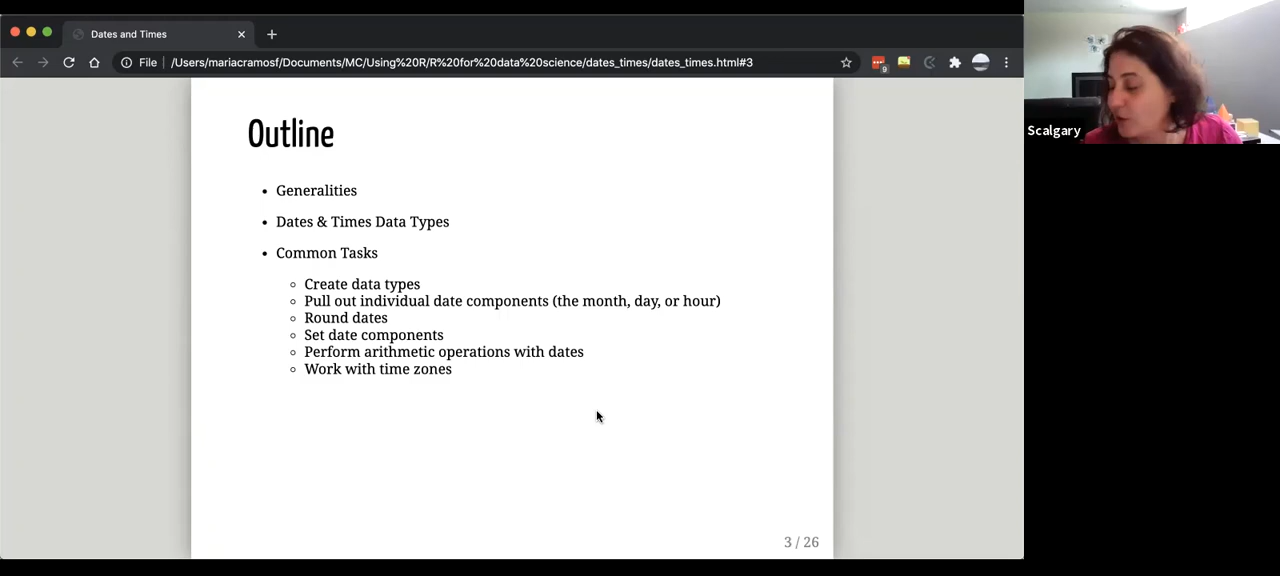 Dates and Times
File
/Users/mariacramosf/Documents/MC/Using%20R/R%20for%20data%20science/dates_times/dates_times.html#3
9
Scalgary
Outline
Generalities
Dates & Times Data Types
Common Tasks
Create data types
Pull out individual date components (the month, day, or hour)
Round dates
Set date components
Perform arithmetic operations with dates
Work with time zones
3 / 26